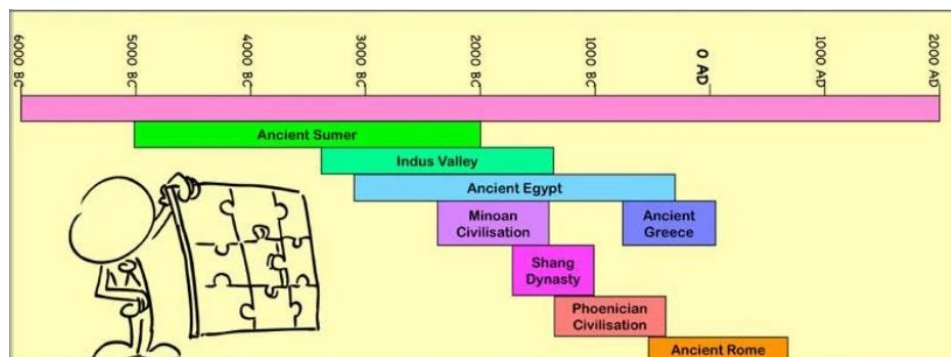 6000 BC
5000 BC
4000 BC
3000 BC
2000 BC
1000 BC
0 AD
1000 AD
2000 AD
Ancient Sumer
Indus Valley
Ancient Egypt
Minoan
Civilisation
Ancient
Greece
Shang
Dynasty
Phoenician
Civilisation
Ancient Rome